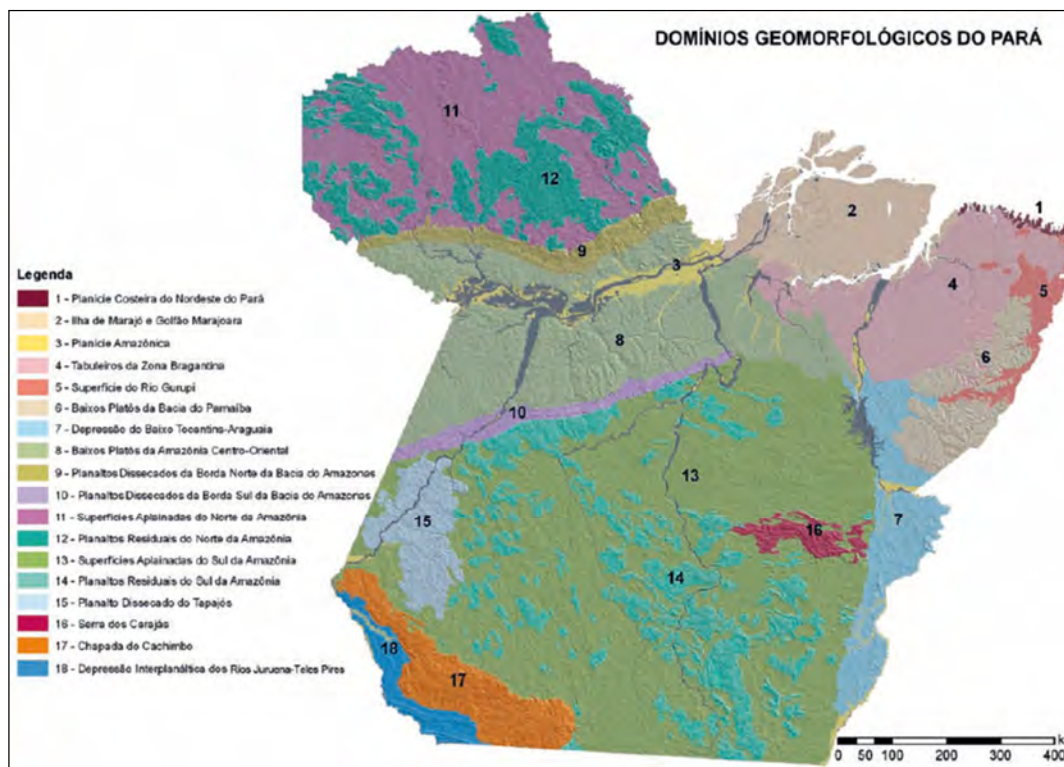 DOMÍNIOS GEOMORFOLÓGICOS DO PARÁ
11
12
2
1
9
3
4
5
8
6
10
13
7
15
16
14
18
17
Legenda
1 - Planície Costeira do Nordeste do Pará
2 - Ilha de Marajó e Golfão Marajoara
3 - Planície Amazônica
4 - Tabuleiros da Zona Bragantina
5 - Superfície do Rio Gurupi
6 - Baixos Platôs da Bacia do Parnaíba
7 - Depressão do Baixo Tocantins-Araguaia
8 - Baixos Platôs da Amazônia Centro-Oriental
9 - Planaltos Dissecados da Borda Norte da Bacia do Amazonas
10 - Planaltos Dissecados da Borda Sul da Bacia do Amazonas
11 - Superfícies Aplainadas do Norte da Amazônia
12 - Planaltos Residuais do Norte da Amazônia
13 - Superfícies Aplainadas do Sul da Amazônia
14 - Planaltos Residuais do Sul da Amazônia
15 - Planalto Dissecado do Tapajós
16 - Serra dos Carajás
17 - Chapada do Cachimbo
18 - Depressão Interplanáltica dos Rios Juruena-Teles Pires
0 50 100 200 300 400